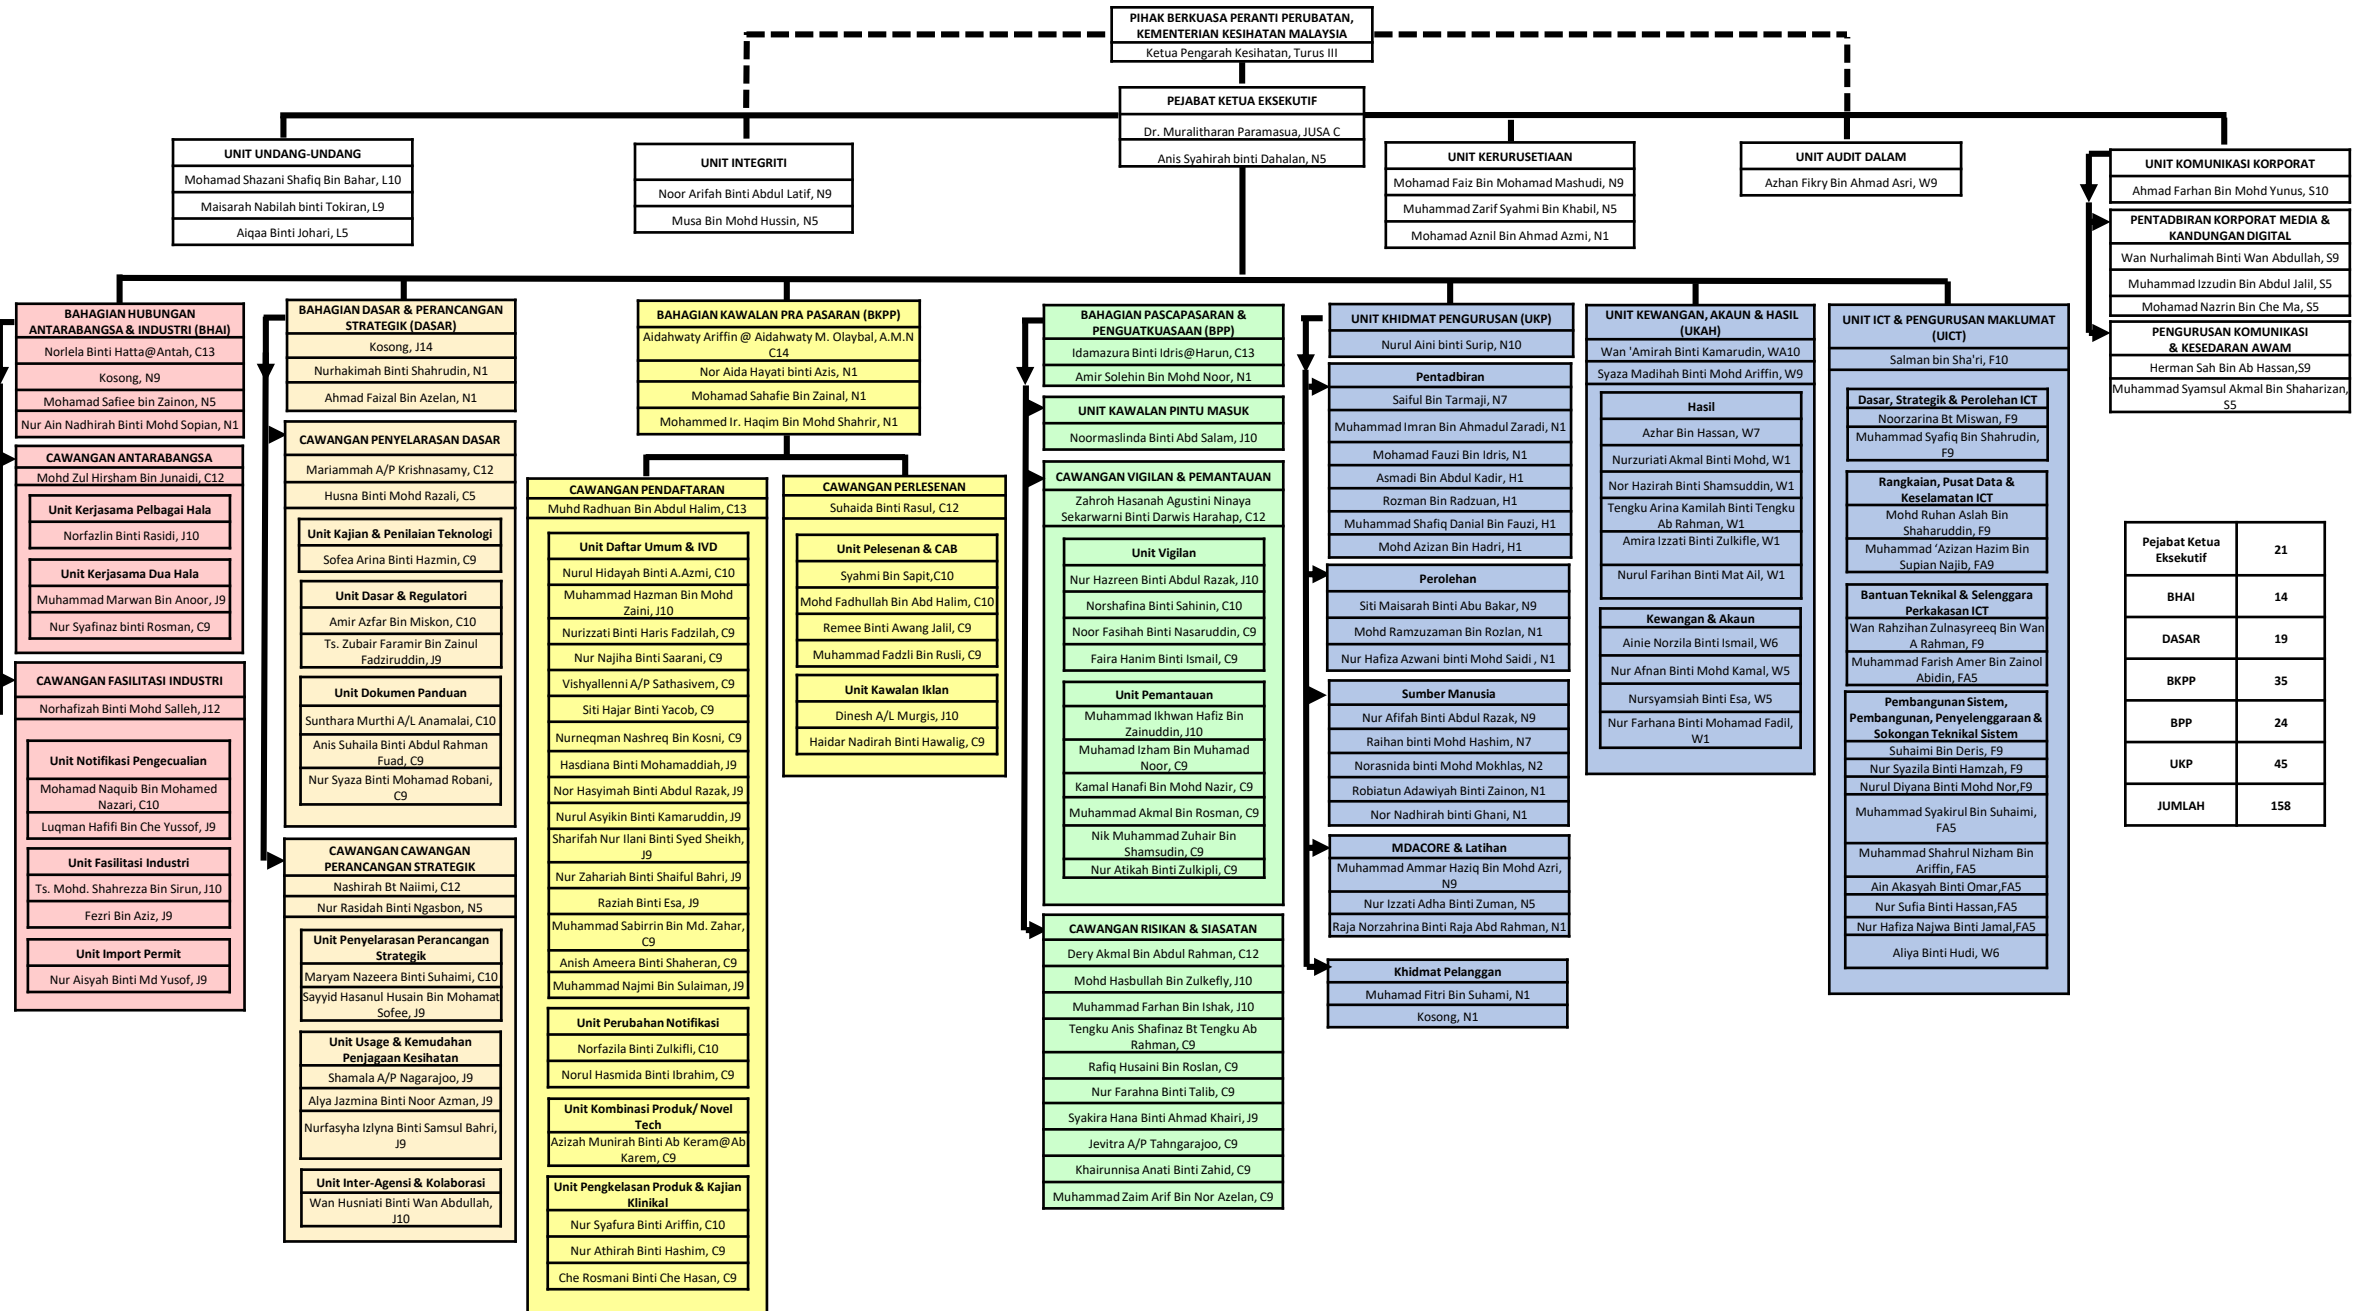 PIHAK BERKUASA PERANTI PERUBATAN,
KEMENTERIAN KESIHATAN MALAYSIA
Ketua Pengarah Kesihatan, Turus III
PEJABAT KETUA EKSEKUTIF
Dr. Muralitharan Paramasua, JUSA C
Anis Syahirah binti Dahalan, N5
UNIT UNDANG-UNDANG
Mohamad Shazani Shafiq Bin Bahar, L10
Maisarah Nabilah binti Tokiran, L9
Aiqaa Binti Johari, L5
UNIT INTEGRITI
Noor Arifah Binti Abdul Latif, N9
Musa Bin Mohd Hussin, N5
UNIT KERURUSETIAAN
Mohamad Faiz Bin Mohamad Mashudi, N9
Muhammad Zarif Syahmi Bin Khabil, N5
Mohamad Aznil Bin Ahmad Azmi, N1
UNIT AUDIT DALAM
Azhan Fikry Bin Ahmad Asri, W9
UNIT KOMUNIKASI KORPORAT
Ahmad Farhan Bin Mohd Yunus, S10
PENTADBIRAN KORPORAT MEDIA &
KANDUNGAN DIGITAL
Wan Nurhalimah Binti Wan Abdullah, S9
Muhammad Izzudin Bin Abdul Jalil, S5
Mohamad Nazrin Bin Che Ma, S5
PENGURUSAN KOMUNIKASI
& KESEDARAN AWAM
Herman Sah Bin Ab Hassan,S9
Muhammad Syamsul Akmal Bin Shaharizan,
S5
BAHAGIAN HUBUNGAN
ANTARABANGSA & INDUSTRI (BHAI)
Norlela Binti Hatta@Antah, C13
Kosong, N9
Mohamad Safiee bin Zainon, N5
Nur Ain Nadhirah Binti Mohd Sopian, N1
CAWANGAN ANTARABANGSA
Mohd Zul Hirsham Bin Junaidi, C12
Unit Kerjasama Pelbagai Hala
Norfazlin Binti Rasidi, J10
Unit Kerjasama Dua Hala
Muhammad Marwan Bin Anoor, J9
Nur Syafinaz binti Rosman, C9
CAWANGAN FASILITASI INDUSTRI
Norhafizah Binti Mohd Salleh, J12
Unit Notifikasi Pengecualian
Mohamad Naquib Bin Mohamed
Nazari, C10
Luqman Hafifi Bin Che Yussof, J9
Unit Fasilitasi Industri
Ts. Mohd. Shahrezza Bin Sirun, J10
Fezri Bin Aziz, J9
Unit Import Permit
Nur Aisyah Binti Md Yusof, J9
BAHAGIAN DASAR & PERANCANGAN
STRATEGIK (DASAR)
Kosong, J14
Nurhakimah Binti Shahrudin, N1
Ahmad Faizal Bin Azelan, N1
CAWANGAN PENYELARASAN DASAR
Mariammah A/P Krishnasamy, C12
Husna Binti Mohd Razali, C5
Unit Kajian & Penilaian Teknologi
Sofea Arina Binti Hazmin, C9
Unit Dasar & Regulatori
Amir Azfar Bin Miskon, C10
Ts. Zubair Faramir Bin Zainul
Fadziruddin, J9
Unit Dokumen Panduan
Sunthara Murthi A/L Anamalai, C10
Anis Suhaila Binti Abdul Rahman
Fuad, C9
Nur Syaza Binti Mohamad Robani,
C9
CAWANGAN CAWANGAN
PERANCANGAN STRATEGIK
Nashirah Bt Naiimi, C12
Nur Rasidah Binti Ngasbon, N5
Unit Penyelarasan Perancangan
Strategik
Maryam Nazeera Binti Suhaimi, C10
Sayyid Hasanul Husain Bin Mohamat
Sofee, J9
Unit Usage & Kemudahan
Penjagaan Kesihatan
Shamala A/P Nagarajoo, J9
Alya Jazmina Binti Noor Azman, J9
Nurfasyha Izlyna Binti Samsul Bahri,
J9
Unit Inter-Agensi & Kolaborasi
Wan Husniati Binti Wan Abdullah,
J10
BAHAGIAN KAWALAN PRA PASARAN (BKPP)
Aidahwaty Ariffin @ Aidahwaty M. Olaybal, A.M.N
C14
Nor Aida Hayati binti Azis, N1
Mohamad Sahafie Bin Zainal, N1
Mohammed Ir. Haqim Bin Mohd Shahrir, N1
CAWANGAN PENDAFTARAN
Muhd Radhuan Bin Abdul Halim, C13
Unit Daftar Umum & IVD
Nurul Hidayah Binti A.Azmi, C10
Muhammad Hazman Bin Mohd
Zaini, J10
Nurizzati Binti Haris Fadzilah, C9
Nur Najiha Binti Saarani, C9
Vishyallenni A/P Sathasivem, C9
Siti Hajar Binti Yacob, C9
Nurneqman Nashreq Bin Kosni, C9
Hasdiana Binti Mohamaddiah, J9
Nor Hasyimah Binti Abdul Razak, J9
Nurul Asyikin Binti Kamaruddin, J9
Sharifah Nur Ilani Binti Syed Sheikh,
J9
Nur Zahariah Binti Shaiful Bahri, J9
Raziah Binti Esa, J9
Muhammad Sabirrin Bin Md. Zahar,
C9
Anish Ameera Binti Shaheran, C9
Muhammad Najmi Bin Sulaiman, J9
Unit Perubahan Notifikasi
Norfazila Binti Zulkifli, C10
Norul Hasmida Binti Ibrahim, C9
Unit Kombinasi Produk/ Novel
Tech
Azizah Munirah Binti Ab Keram@Ab
Karem, C9
Unit Pengkelasan Produk & Kajian
Klinikal
Nur Syafura Binti Ariffin, C10
Nur Athirah Binti Hashim, C9
Che Rosmani Binti Che Hasan, C9
CAWANGAN PERLESENAN
Suhaida Binti Rasul, C12
Unit Pelesenan & CAB
Syahmi Bin Sapit,C10
Mohd Fadhullah Bin Abd Halim, C10
Remee Binti Awang Jalil, C9
Muhammad Fadzli Bin Rusli, C9
Unit Kawalan Iklan
Dinesh A/L Murgis, J10
Haidar Nadirah Binti Hawalig, C9
BAHAGIAN PASCAPASARAN &
PENGUATKUASAAN (BPP)
Idamazura Binti Idris@Harun, C13
Amir Solehin Bin Mohd Noor, N1
UNIT KAWALAN PINTU MASUK
Noormaslinda Binti Abd Salam, J10
CAWANGAN VIGILAN & PEMANTAUAN
Zahroh Hasanah Agustini Ninaya
Sekarwarni Binti Darwis Harahap, C12
Unit Vigilan
Nur Hazreen Binti Abdul Razak, J10
Norshafina Binti Sahinin, C10
Noor Fasihah Binti Nasaruddin, C9
Faira Hanim Binti Ismail, C9
Unit Pemantauan
Muhammad Ikhwan Hafiz Bin
Zainuddin, J10
Muhamad Izham Bin Muhamad
Noor, C9
Kamal Hanafi Bin Mohd Nazir, C9
Muhammad Akmal Bin Rosman, C9
Nik Muhammad Zuhair Bin
Shamsudin, C9
Nur Atikah Binti Zulkipli, C9
CAWANGAN RISIKAN & SIASATAN
Dery Akmal Bin Abdul Rahman, C12
Mohd Hasbullah Bin Zulkefly, J10
Muhammad Farhan Bin Ishak, J10
Tengku Anis Shafinaz Bt Tengku Ab
Rahman, C9
Rafiq Husaini Bin Roslan, C9
Nur Farahna Binti Talib, C9
Syakira Hana Binti Ahmad Khairi, J9
Jevitra A/P Tahngarajoo, C9
Khairunnisa Anati Binti Zahid, C9
Muhammad Zaim Arif Bin Nor Azelan, C9
UNIT KHIDMAT PENGURUSAN (UKP)
Nurul Aini binti Surip, N10
Pentadbiran
Saiful Bin Tarmaji, N7
Muhammad Imran Bin Ahmadul Zaradi, N1
Mohamad Fauzi Bin Idris, N1
Asmadi Bin Abdul Kadir, H1
Rozman Bin Radzuan, H1
Muhammad Shafiq Danial Bin Fauzi, H1
Mohd Azizan Bin Hadri, H1
Perolehan
Siti Maisarah Binti Abu Bakar, N9
Mohd Ramzuzaman Bin Rozlan, N1
Nur Hafiza Azwani binti Mohd Saidi , N1
Sumber Manusia
Nur Afifah Binti Abdul Razak, N9
Raihan binti Mohd Hashim, N7
Norasnida binti Mohd Mokhlas, N2
Robiatun Adawiyah Binti Zainon, N1
Nor Nadhirah binti Ghani, N1
MDACORE & Latihan
Muhammad Ammar Haziq Bin Mohd Azri,
N9
Nur Izzati Adha Binti Zuman, N5
Raja Norzahrina Binti Raja Abd Rahman, N1
Khidmat Pelanggan
Muhamad Fitri Bin Suhami, N1
Kosong, N1
UNIT KEWANGAN, AKAUN & HASIL
(UKAH)
Wan 'Amirah Binti Kamarudin, WA10
Syaza Madihah Binti Mohd Ariffin, W9
Hasil
Azhar Bin Hassan, W7
Nurzuriati Akmal Binti Mohd, W1
Nor Hazirah Binti Shamsuddin, W1
Tengku Arina Kamilah Binti Tengku
Ab Rahman, W1
Amira Izzati Binti Zulkifle, W1
Nurul Farihan Binti Mat Ail, W1
Kewangan & Akaun
Ainie Norzila Binti Ismail, W6
Nur Afnan Binti Mohd Kamal, W5
Nursyamsiah Binti Esa, W5
Nur Farhana Binti Mohamad Fadil,
W1
UNIT ICT & PENGURUSAN MAKLUMAT
(UICT)
Salman bin Sha'ri, F10
Dasar, Strategik & Perolehan ICT
Noorzarina Bt Miswan, F9
Muhammad Syafiq Bin Shahrudin,
F9
Rangkaian, Pusat Data &
Keselamatan ICT
Mohd Ruhan Aslah Bin
Shaharuddin, F9
Muhammad ‘Azizan Hazim Bin
Supian Najib, FA9
Bantuan Teknikal & Selenggara
Perkakasan ICT
Wan Rahzihan Zulnasyreeq Bin Wan
A Rahman, F9
Muhammad Farish Amer Bin Zainol
Abidin, FA5
Pembangunan Sistem,
Pembangunan, Penyelenggaraan &
Sokongan Teknikal Sistem
Suhaimi Bin Deris, F9
Nur Syazila Binti Hamzah, F9
Nurul Diyana Binti Mohd Nor,F9
Muhammad Syakirul Bin Suhaimi,
FA5
Muhammad Shahrul Nizham Bin
Ariffin, FA5
Ain Akasyah Binti Omar,FA5
Nur Sufia Binti Hassan,FA5
Nur Hafiza Najwa Binti Jamal,FA5
Aliya Binti Hudi, W6
Pejabat Ketua
Eksekutif 21
BHAI 14
DASAR 19
BKPP 35
BPP 24
UKP 45
JUMLAH 158